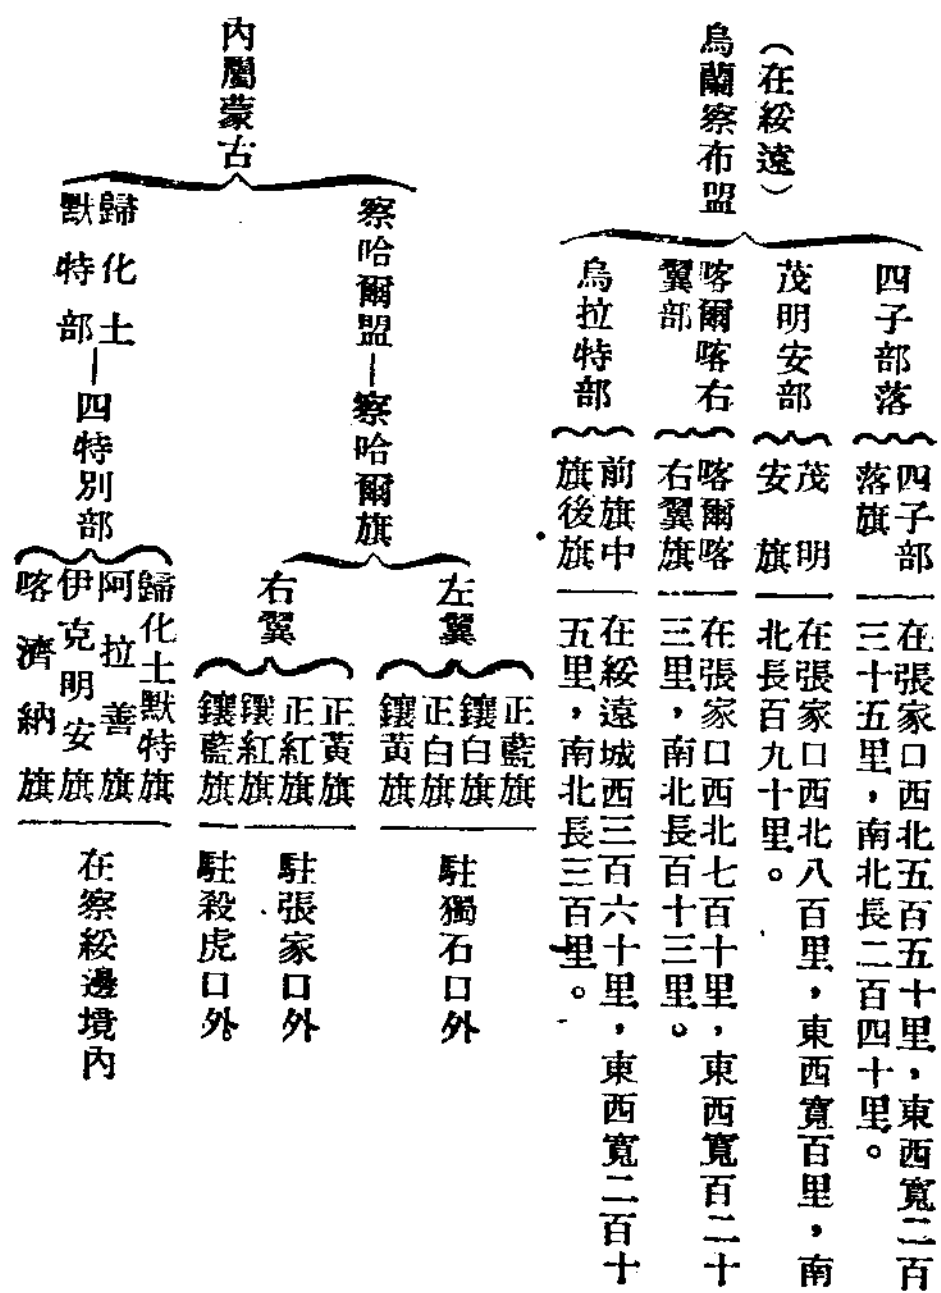 （在綏遠）
烏蘭察布盟
四子部落
四子部
落旗
在張家口西北五百五十里，東西寬二百
三十五里，南北長二百四十里。
茂明安部
茂明
安旗
在張家口西北八百里，東西寬百里，南
北長百九十里。
喀爾喀右
翼部
喀爾喀
右翼旗
在張家口西北七百十里，東西寬百二十
三里，南北長百十三里。
烏拉特部
前旗中
旗後旗
在綏遠城西三百六十里，東西寬二百十
五里，南北長三百里。
內屬蒙古
察哈爾盟—察哈爾旗
左翼
正藍旗
鑲白旗
正白旗
鑲黃旗
駐獨石口外
右翼
正黃旗
正紅旗
鑲紅旗
駐張家口外
鑲藍旗
駐殺虎口外
歸化土
默特部
—四特別部
歸化土默特旗
阿拉善旗
伊克明安旗
喀濟納旗
在察綏邊境內